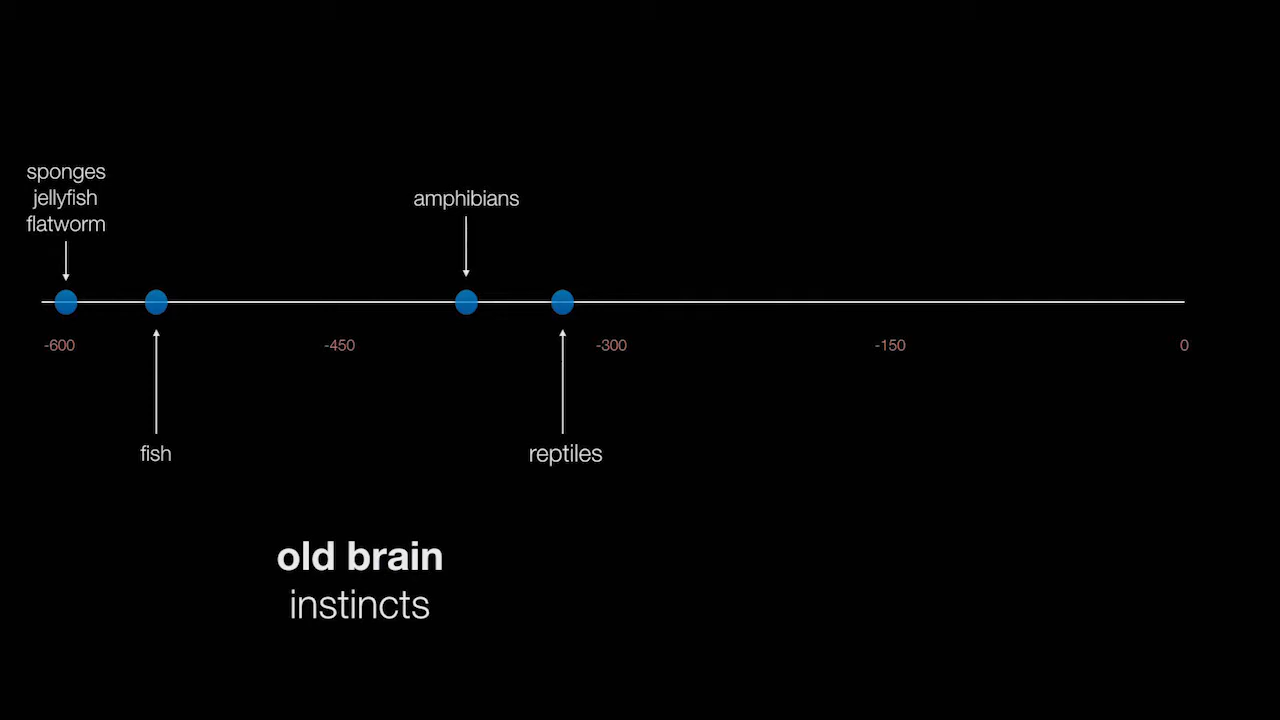 sponges
jellyfish
flatworm
amphibians
-600
-450
-300
-150
0
fish
reptiles
old brain
instincts